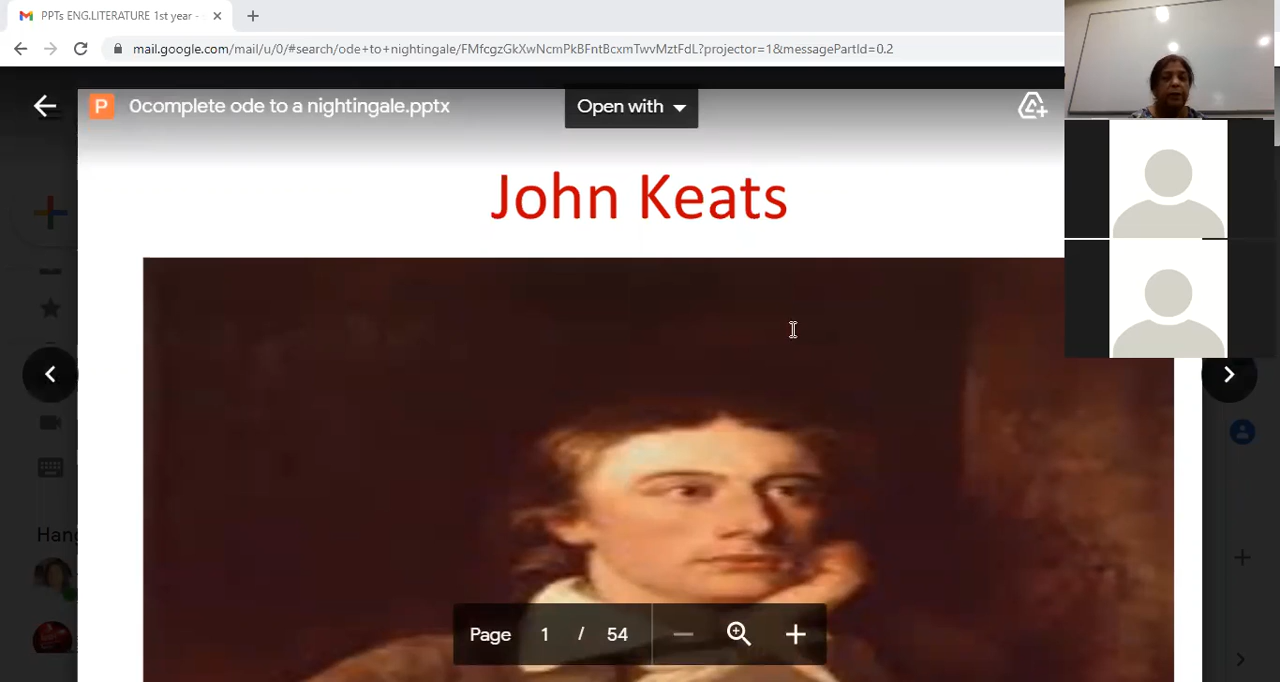 PPTs ENG.LITERATURE 1st year -
mail.google.com/mail/u/0/#search/ode+to+nightingale/FMfcgzGkXwNcmPkBFntBcxmTwvMztFdL?projector=1&messagePartId=0.2
P 0complete ode to a nightingale.pptx Open with
John Keats
Han
Page 1 / 54